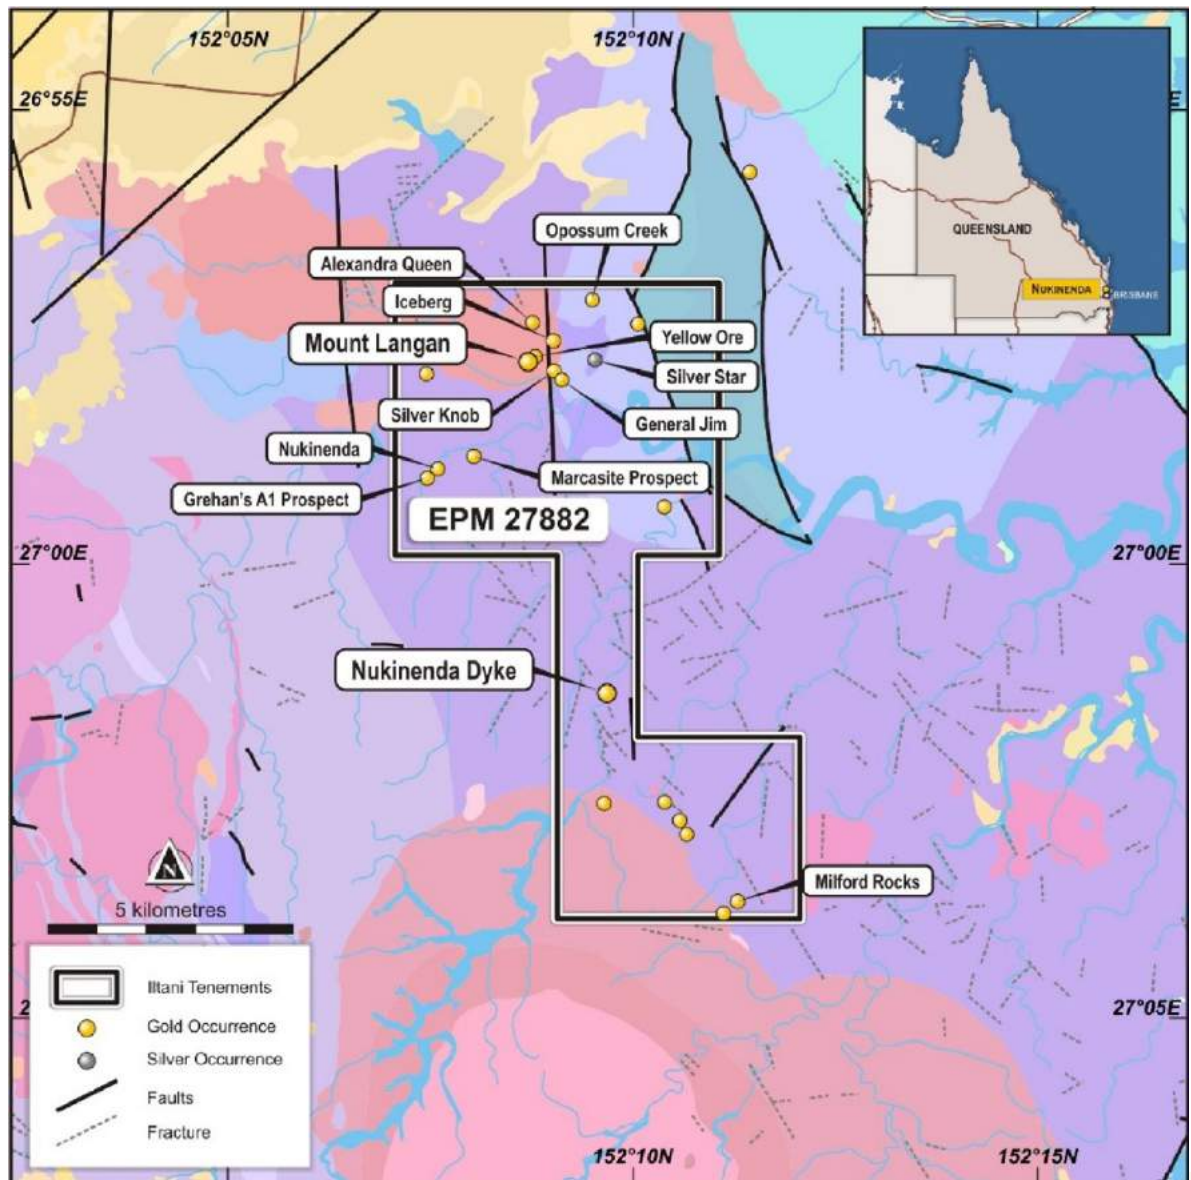 152°05N
152°10N
26°55E
E
QUEENSLAND
NUKINENDA
BRISBANE
Opossum Creek
Alexandra Queen
Iceberg
Mount Langan
Yellow Ore
Silver Star
Silver Knob
General Jim
Nukinenda
Marcasite Prospect
Grehan's A1 Prospect
EPM 27882
27°00E
27°00E
Nukinenda Dyke
Milford Rocks
N
5 kilometres
Iltani Tenements
Gold Occurrence
Silver Occurrence
Faults
Fracture
2
27°05E
152°10N
152°15N